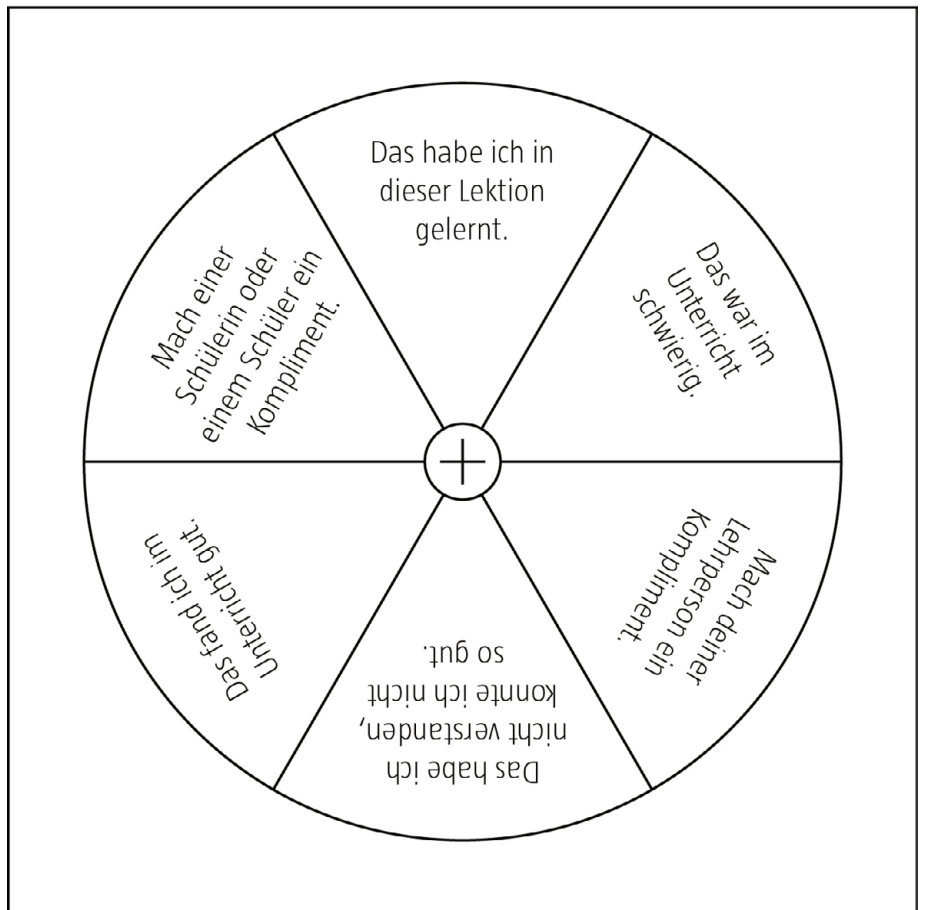 Das habe ich in
dieser Lektion
gelernt.
Das war im
Unterricht
schwierig.
Mach deiner
Lehrperson ein
Kompliment.
Das habe ich
nicht verstanden,
konnte ich nicht
so gut.
Das fand ich im
Unterricht gut.
Mach einer
Schülerin oder
einem Schüler ein
Kompliment.